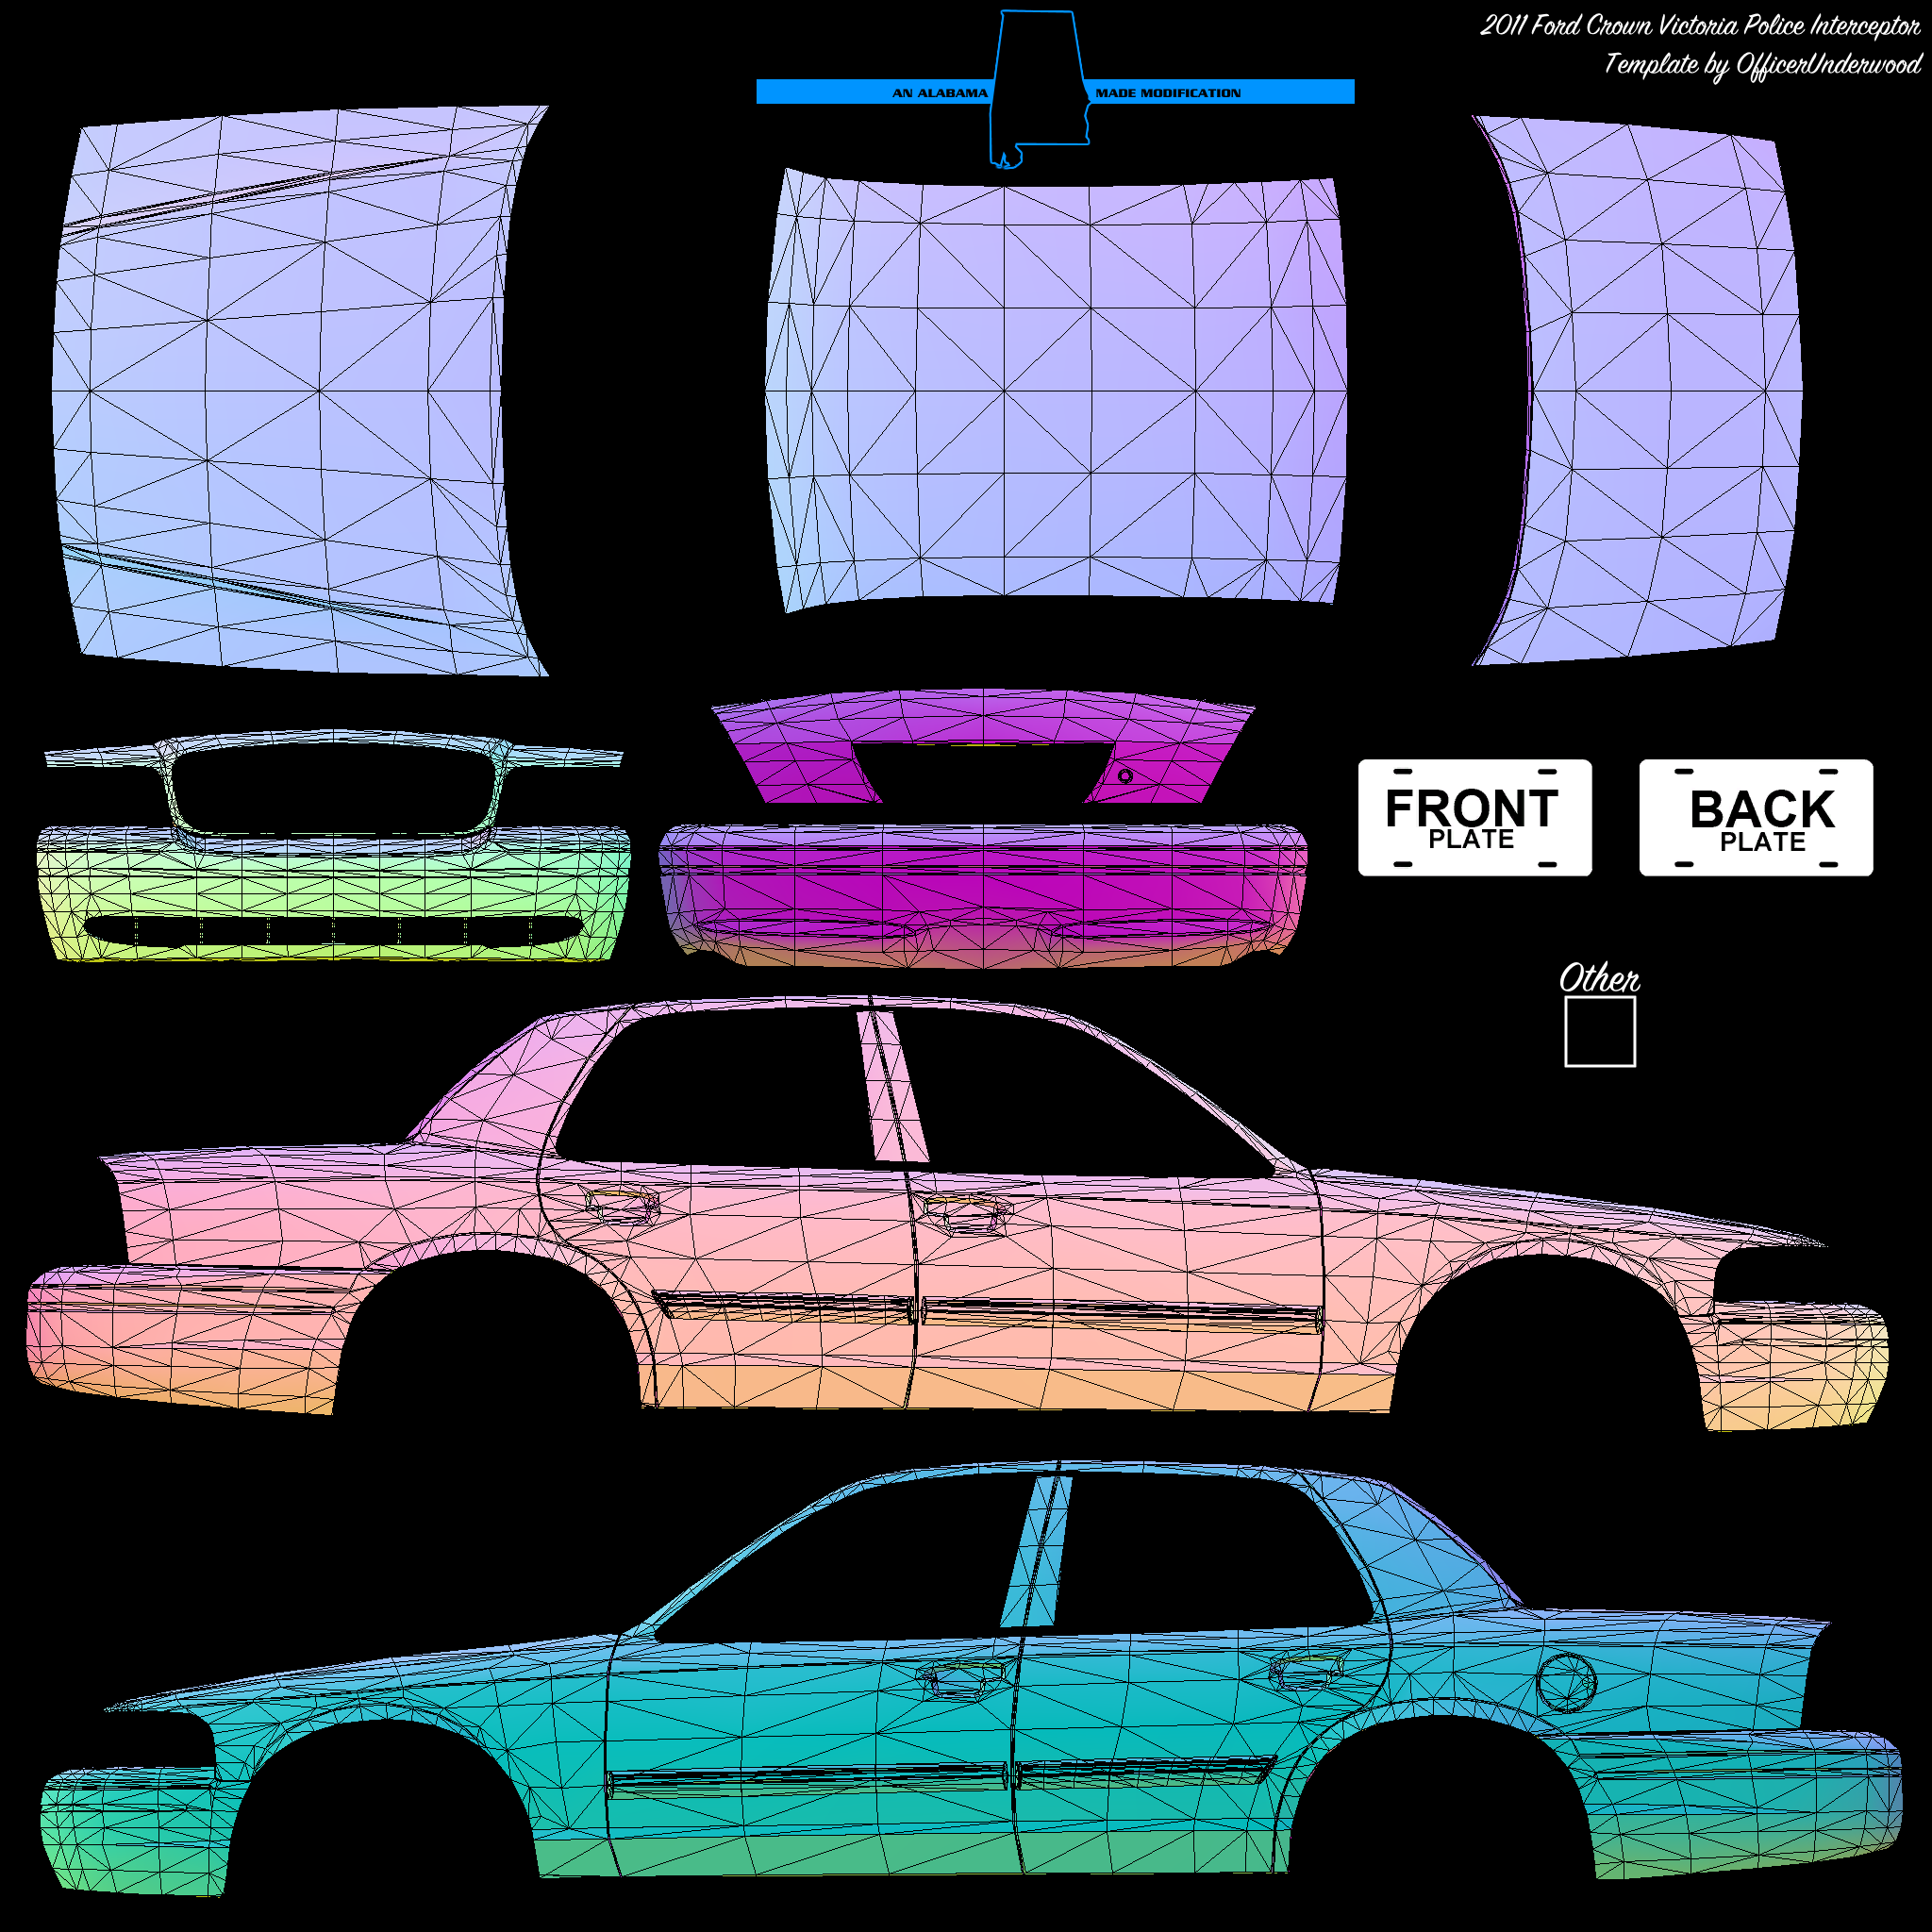 2011 Ford Crown Victoria Police Interceptor
Template by OfficerUnderwood
AN ALABAMA MADE MODIFICATION
FRONT
PLATE
BACK
PLATE
Other